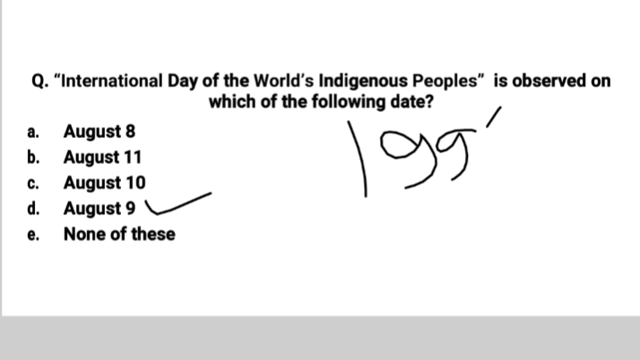 Q. “International Day of the World’s Indigenous Peoples” is observed on
which of the following date?
a. August 8
b. August 11
c. August 10
d. August 9
e. None of these
199